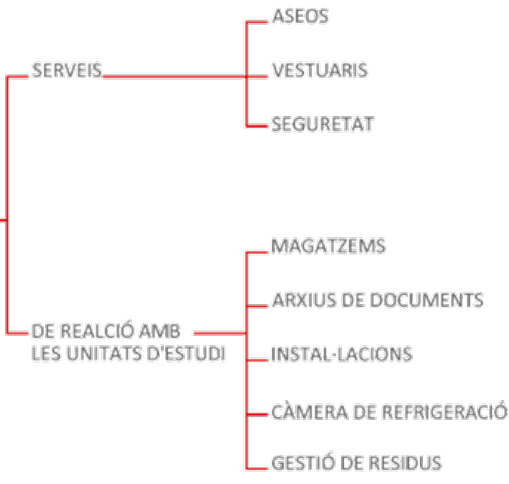 ASEOS
SERVEIS
VESTUARIS
SEGURETAT
MAGATZEMS
ARXIUS DE DOCUMENTS
DE REALCIÓ AMB
LES UNITATS D'ESTUDI
INSTAL-LACIONS
CÀMERA DE REFRIGERACIÓ
GESTIÓ DE RESIDUS